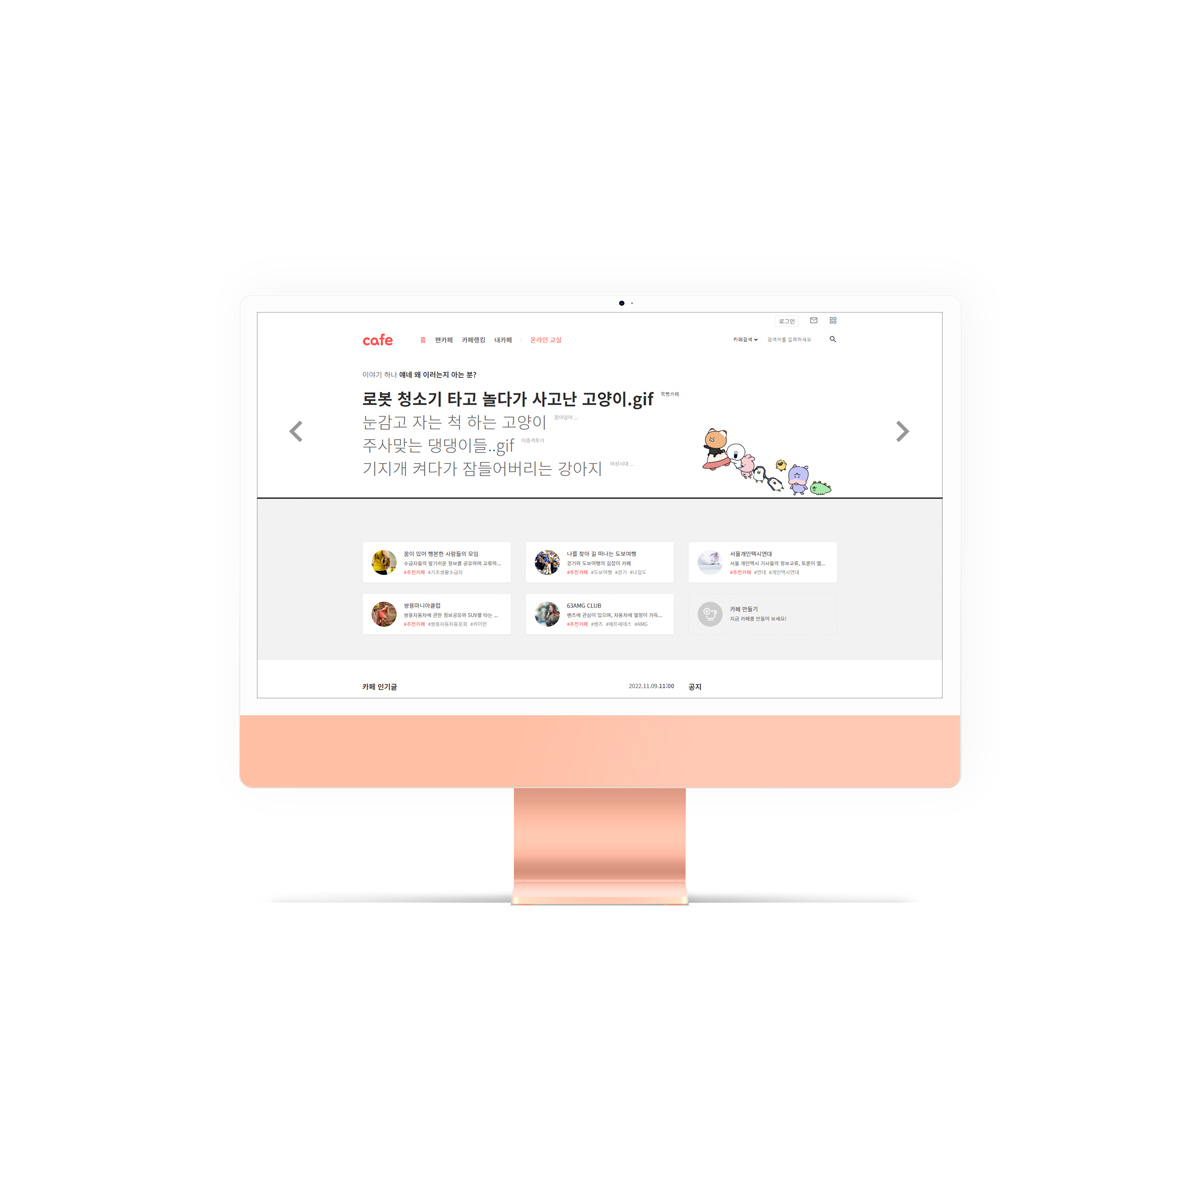 로그인
cafe 홈 팬카페 카페랭킹 내카페 온라인 교실 카페검색 검색어를 입력하세요
이야기 하나 얘네 왜 이러는지 아는 분?
로봇 청소기 타고 놀다가 사고난 고양이.gif
눈감고 자는 척 하는 고양이
주사맞는 댕댕이들..gif 이종격투기
기지개 켜다가 잠들어버리는 강아지 여성시대 ...
꿈이 있어 행본한 사람들의 모임
수급자들의 말기쉬운 정보를 공유하며 교류하...
#추천카페 #기초생활수급자
나를 찾아 길 떠나는 도보여행
걷기와 도보여행의 길잡이 카페
#추천카페 #도보여행 #걷기 #나길도
서울개인택시연대
서울 개인택시 기사들의 정보교류, 토론이 열...
#추천카페 #연대 #개인택시연대
쌍용마니아클럽
쌍용자동차에 관한 정보공유와 SUV를 타는 ...
#추천카페 #쌍용자동차동호회
63AMG CLUB
벤츠에 관심이 있으며, 자동차에 열정이 가득...
#추천카페 #벤츠 #메르세데스 #AMG
카페 만들기
지금 카페를 만들어 보세요!
카페 인기글 2022.11.09.11:00 공지